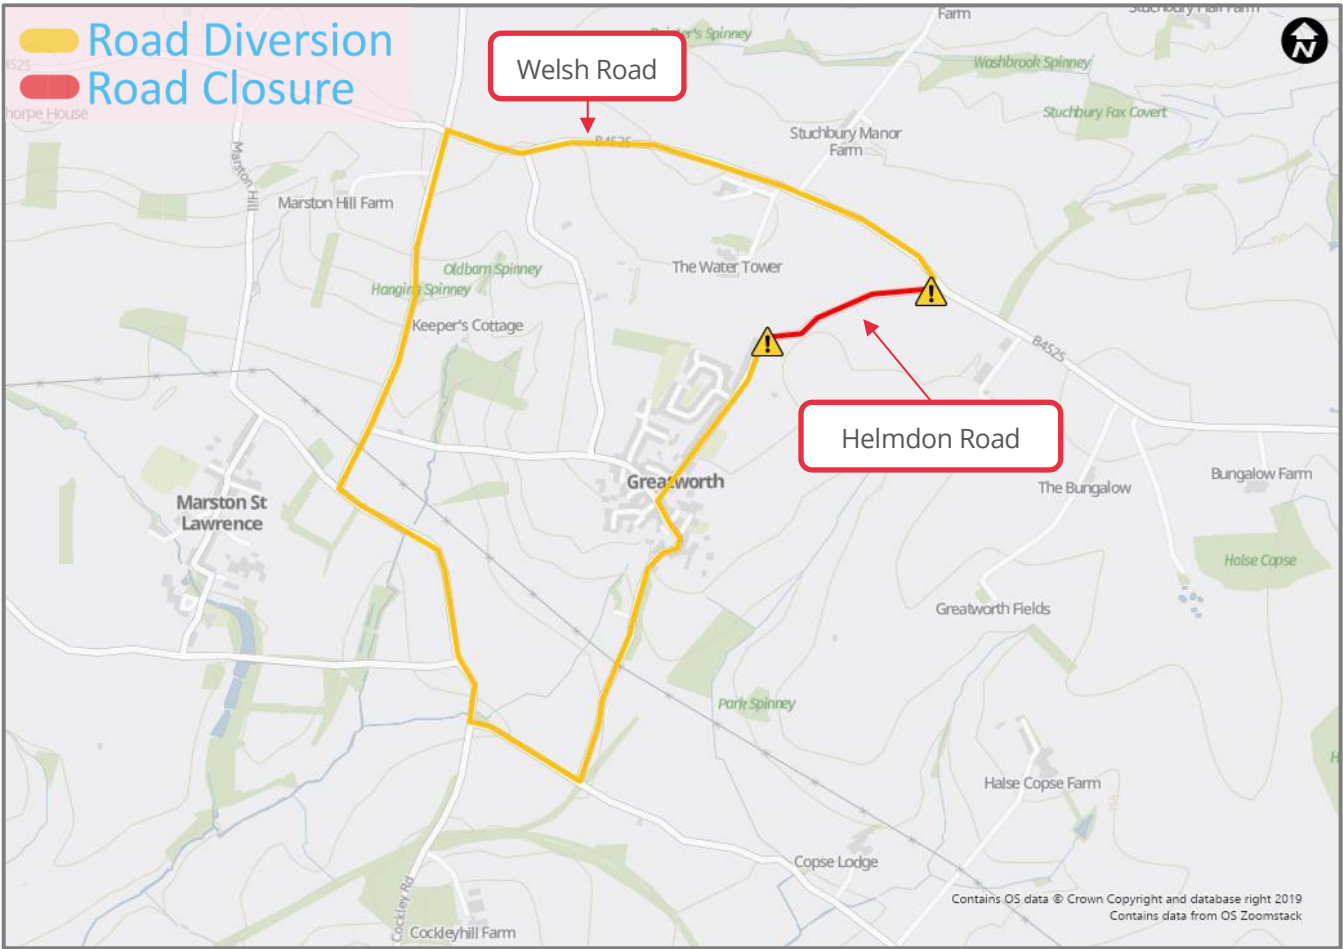 Road Diversion
Road Closure
Welsh Road
Farm
Washbrook Spinney
Stuchbury Fox Covert
Stuchbury Manor
Farm
B4525
Marston Hill
Marston Hill Farm
The Water Tower
Oldbarn Spinney
Hanging Spinney
Keeper's Cottage
B4525
Helmdon Road
Greatworth
Marston St
Lawrence
The Bungalow
Bungalow Farm
Halse Copse
Greatworth Fields
Park Spinney
Halse Copse Farm
Copse Lodge
Cockley Rd
Cockleyhill Farm
Contains OS data © Crown Copyright and database right 2019
Contains data from OS Zoomstack